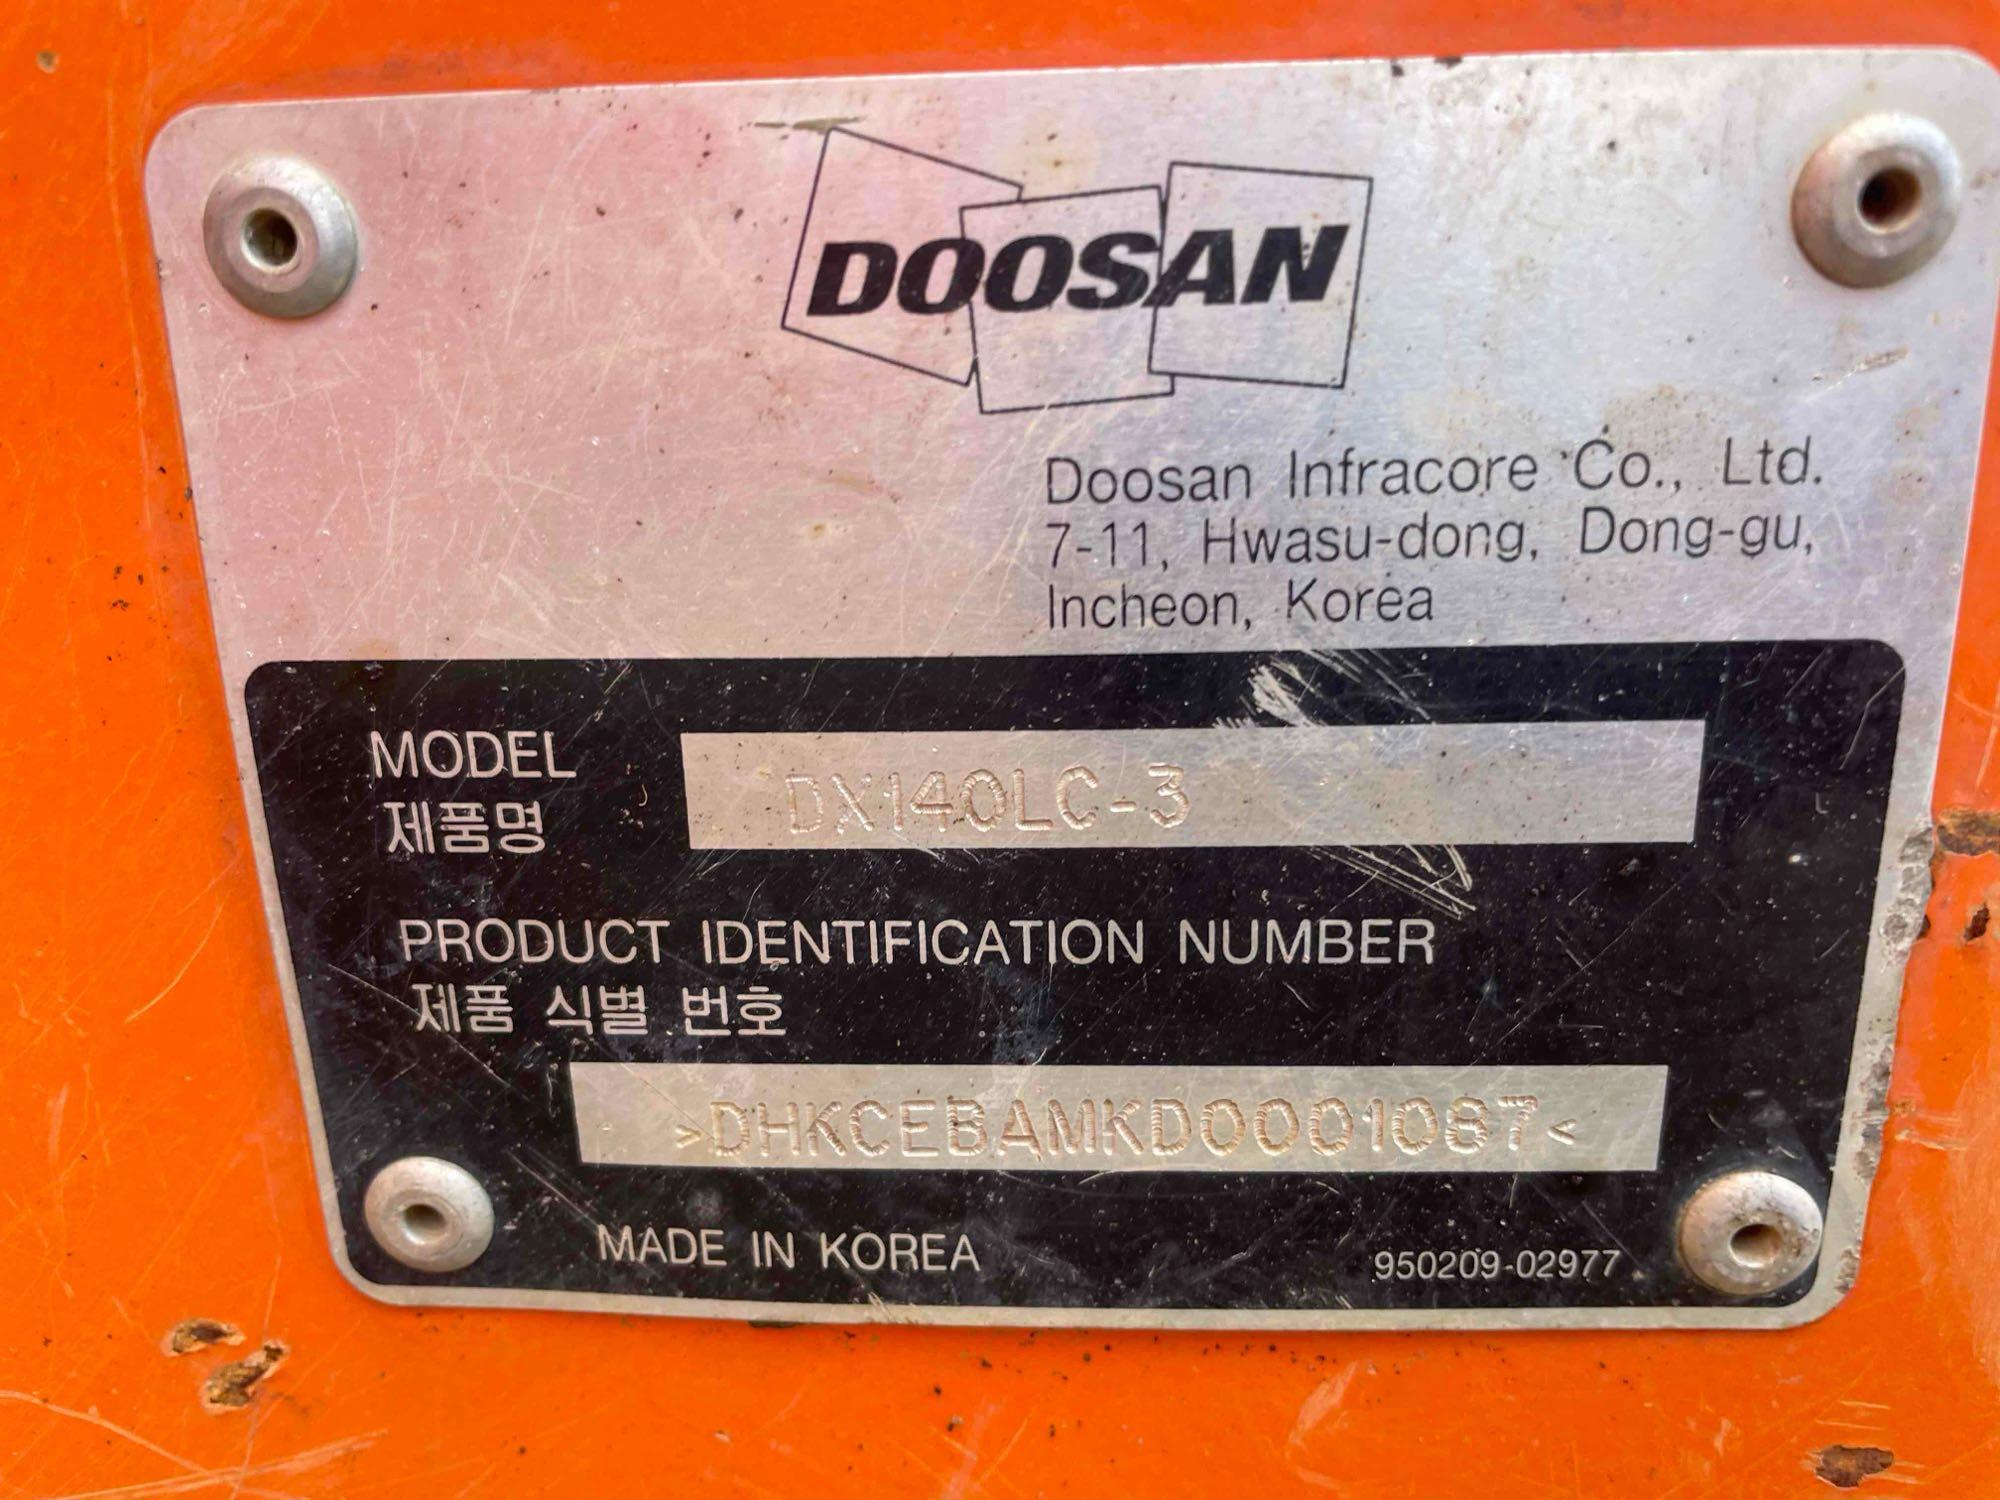 DOOSAN
Doosan Infracore Co., Ltd.
7-11, Hwasu-dong, Dong-gu,
Incheon, Korea
MODEL
제품명
DX140LC-3
PRODUCT IDENTIFICATION NUMBER
제품 식별 번호
>DHKCEBAMKD0001087<
MADE IN KOREA
950209-02977